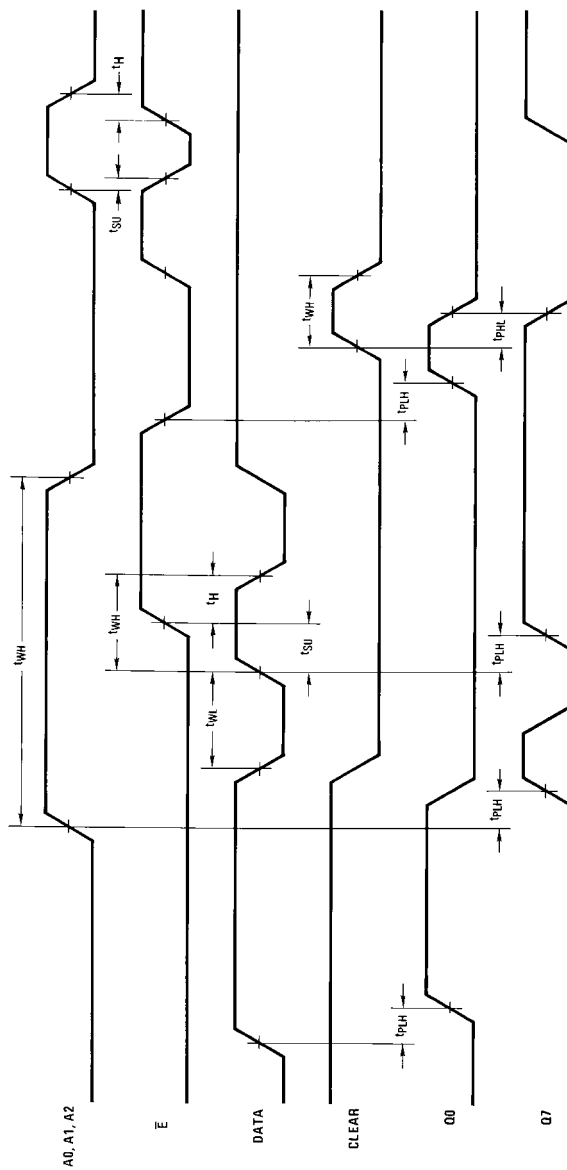 A0, A1, A2
tWH
tSU
tH
E̅
tWH
DATA
tWL
tH
tSU
CLEAR
tWH
tPLH
tPLH
Q0
tPLH
tPLH
tPHL
Q7